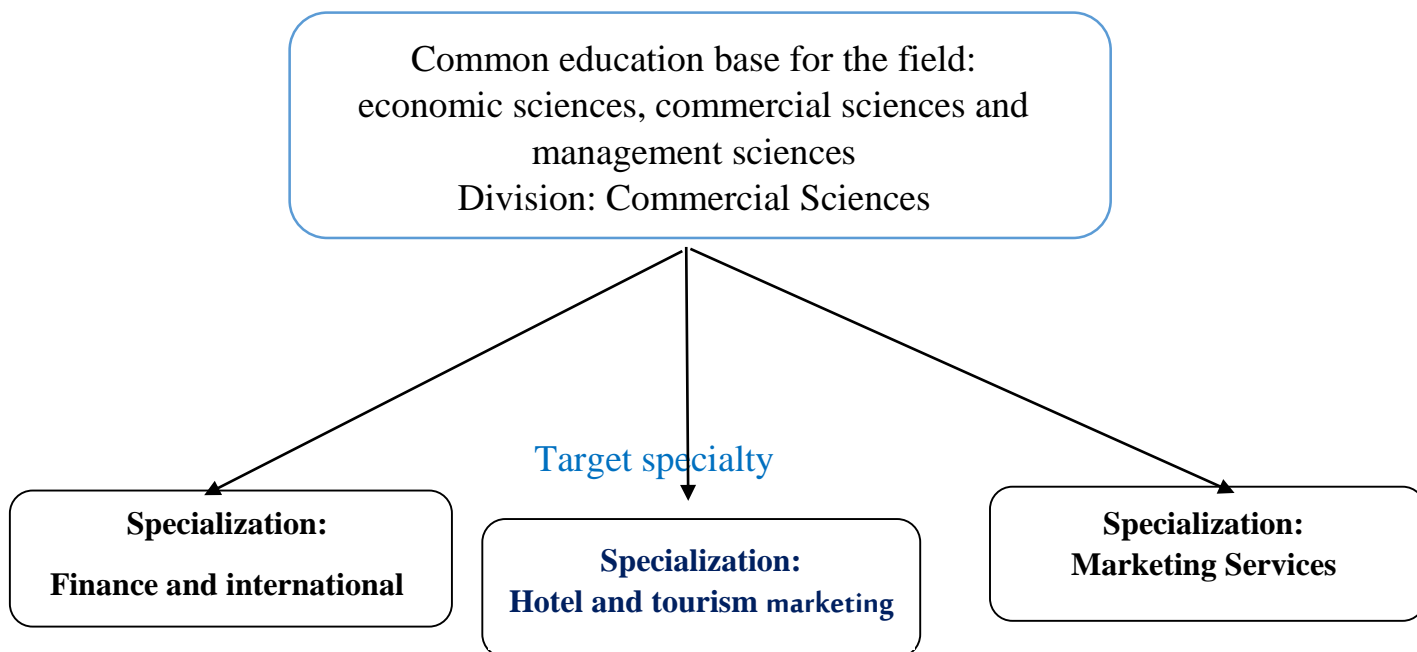 Common education base for the field:
economic sciences, commercial sciences and
management sciences
Division: Commercial Sciences
Target specialty
Specialization:
Finance and international
Specialization:
Hotel and tourism marketing
Specialization:
Marketing Services